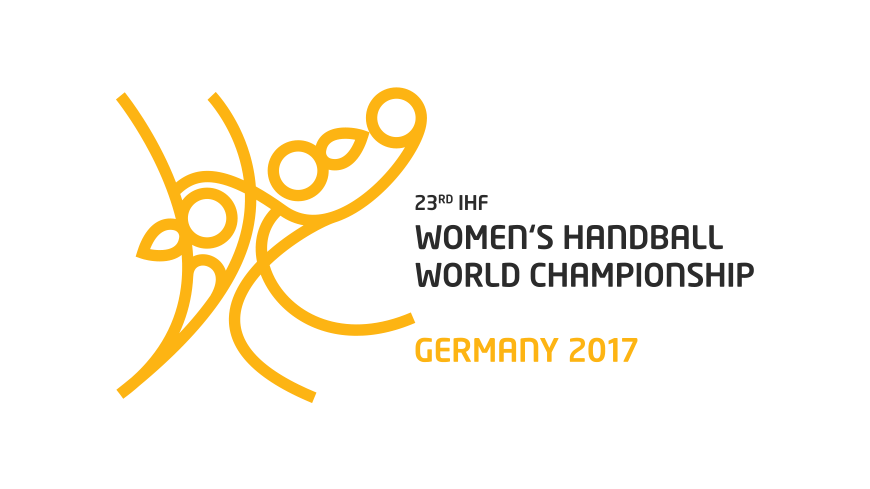 23RD IHF
WOMEN‘S HANDBALL
WORLD CHAMPIONSHIP
GERMANY 2017